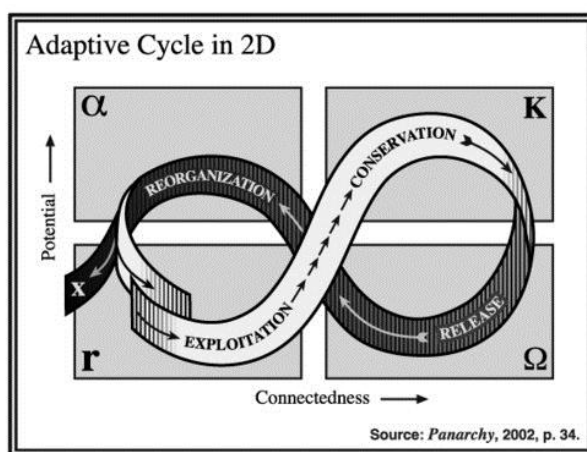 Adaptive Cycle in 2D
α
K
REORGANIZATION
CONSERVATION
Potential
x
EXPLOITATION
RELEASE
r
Ω
Connectedness
Source: Panarchy, 2002, p. 34.